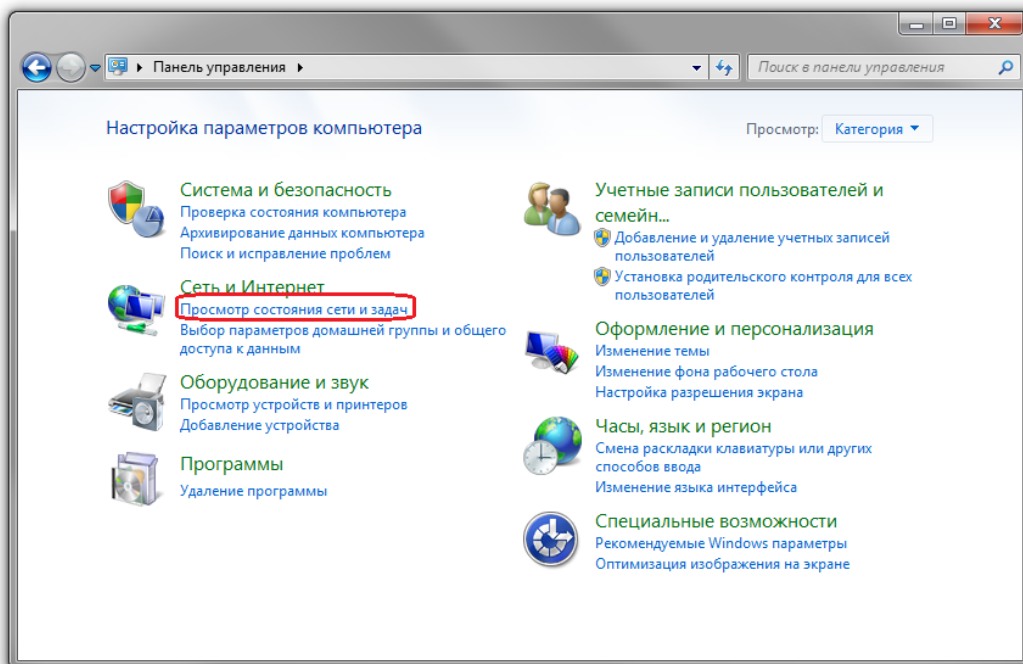 Панель управления
Поиск в панели управления
Настройка параметров компьютера
Просмотр: Категория
Система и безопасность
Проверка состояния компьютера
Архивирование данных компьютера
Поиск и исправление проблем
Сеть и Интернет
Просмотр состояния сети и задач
Выбор параметров домашней группы и общего
доступа к данным
Оборудование и звук
Просмотр устройств и принтеров
Добавление устройства
Программы
Удаление программы
Учетные записи пользователей и
семейн...
Добавление и удаление учетных записей
пользователей
Установка родительского контроля для всех
пользователей
Оформление и персонализация
Изменение темы
Изменение фона рабочего стола
Настройка разрешения экрана
Часы, язык и регион
Смена раскладки клавиатуры или других
способов ввода
Изменение языка интерфейса
Специальные возможности
Рекомендуемые Windows параметры
Оптимизация изображения на экране